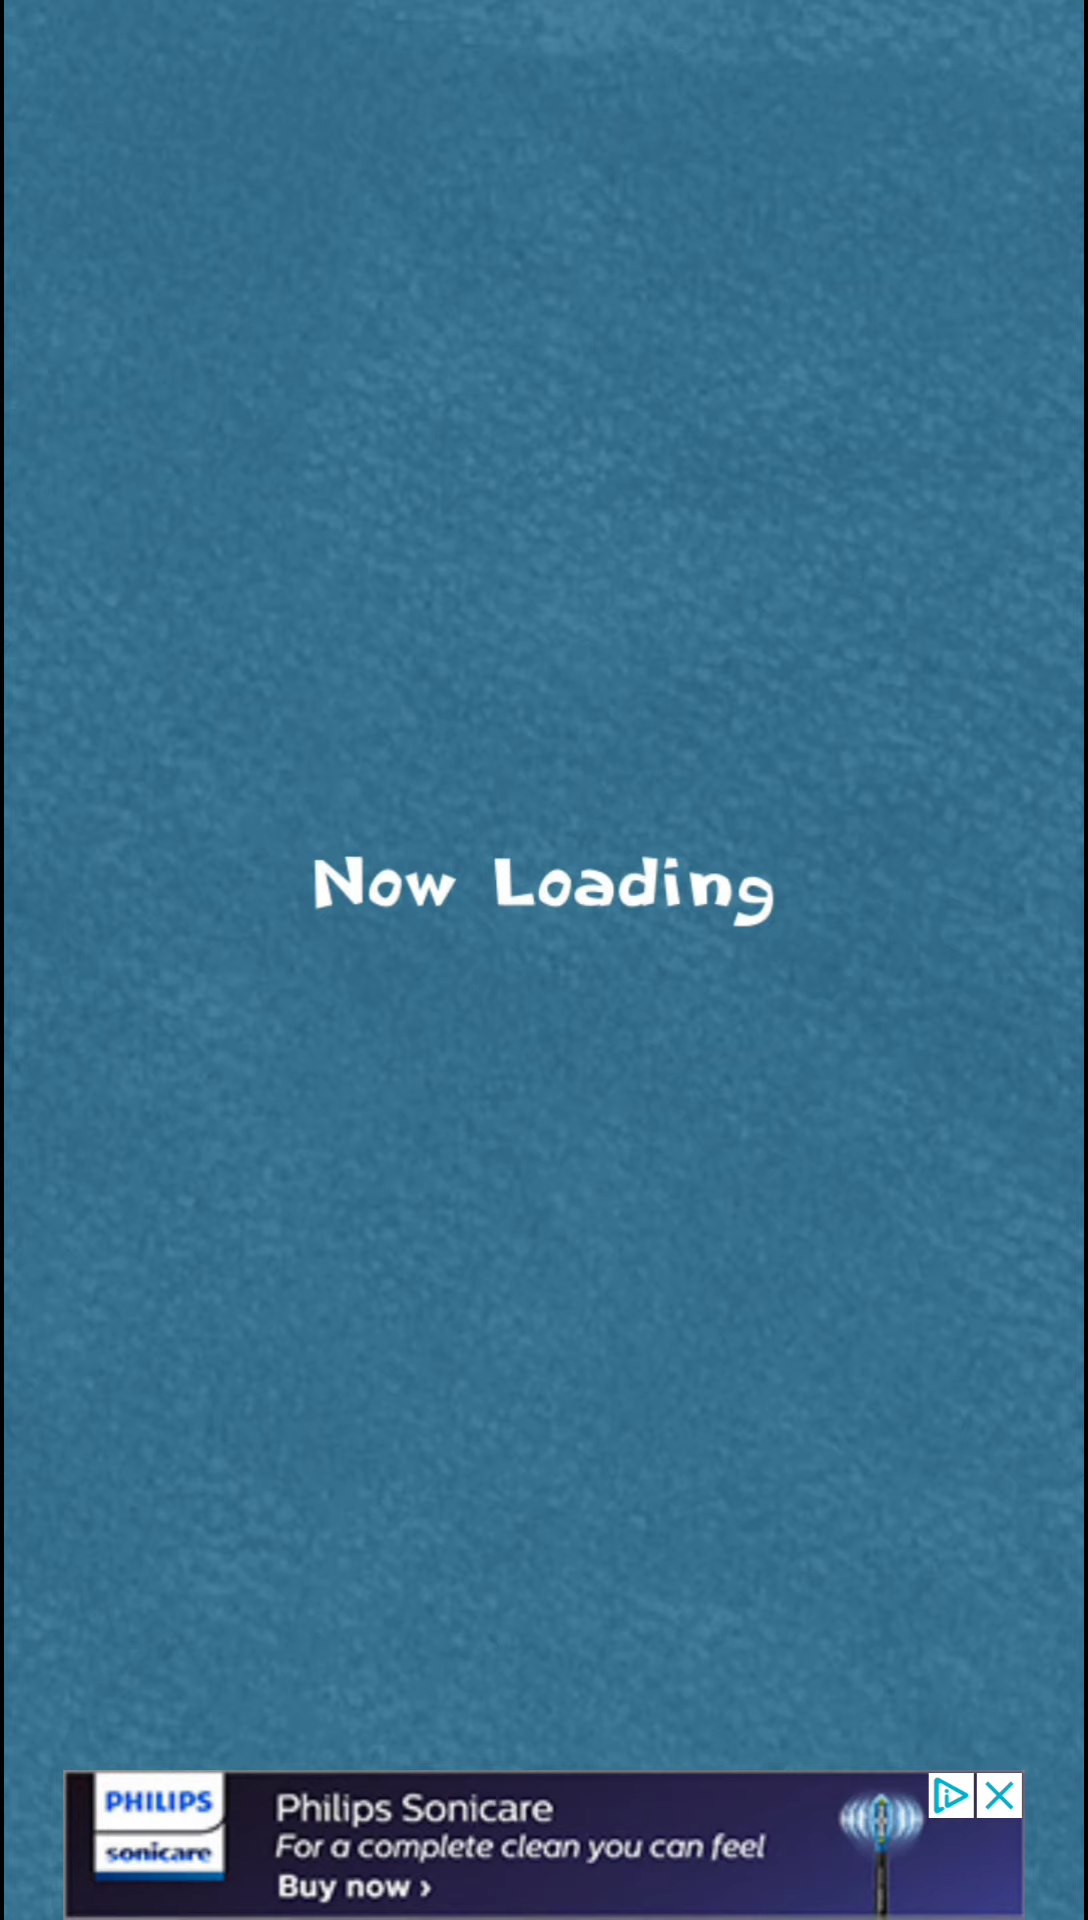 Now Loading
PHILIPS
sonicare
Philips Sonicare
For a complete clean you can feel
Buy now ›